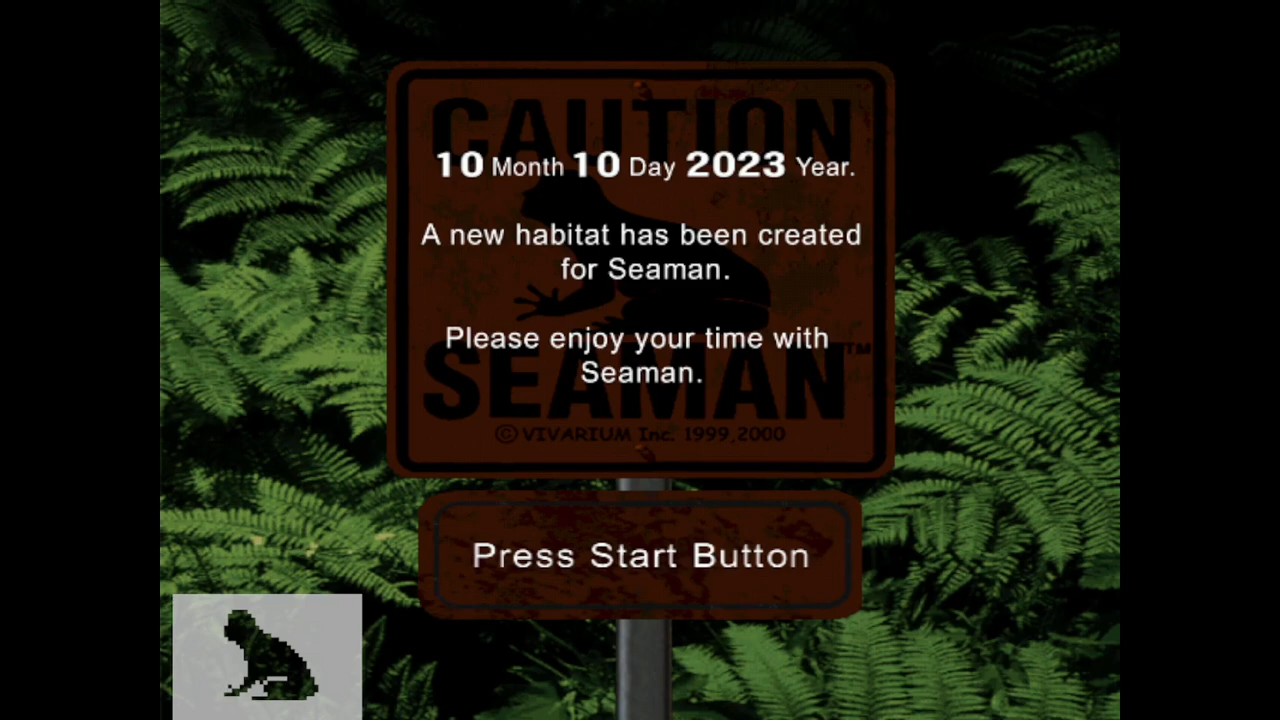 CAUTION
10 Month 10 Day 2023 Year.
A new habitat has been created
for Seaman.
Please enjoy your time with
Seaman.
SEAMAN™
©VIVARIUM Inc. 1999,2000
Press Start Button